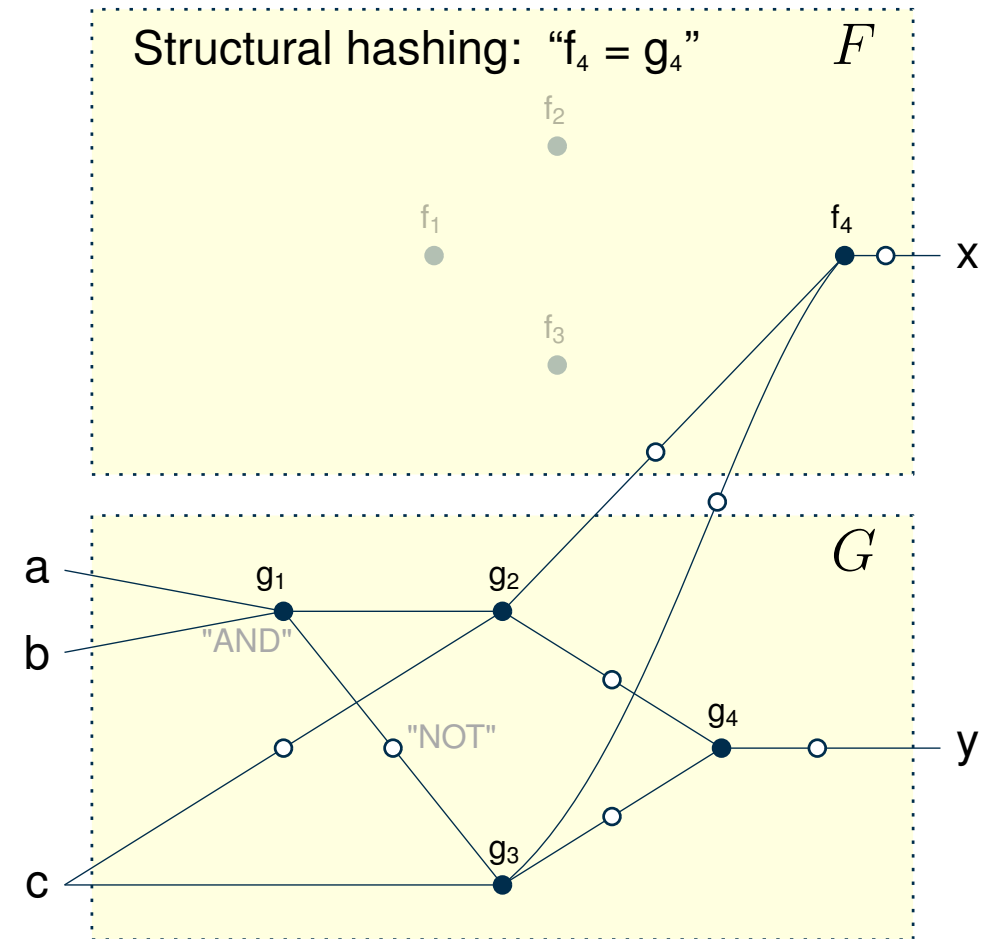 Structural hashing: “f₄ = g₄”
F
f₂
f₁
f₄
x
f₃
G
a
g₁
g₂
"AND"
b
g₄
"NOT"
y
g₃
c